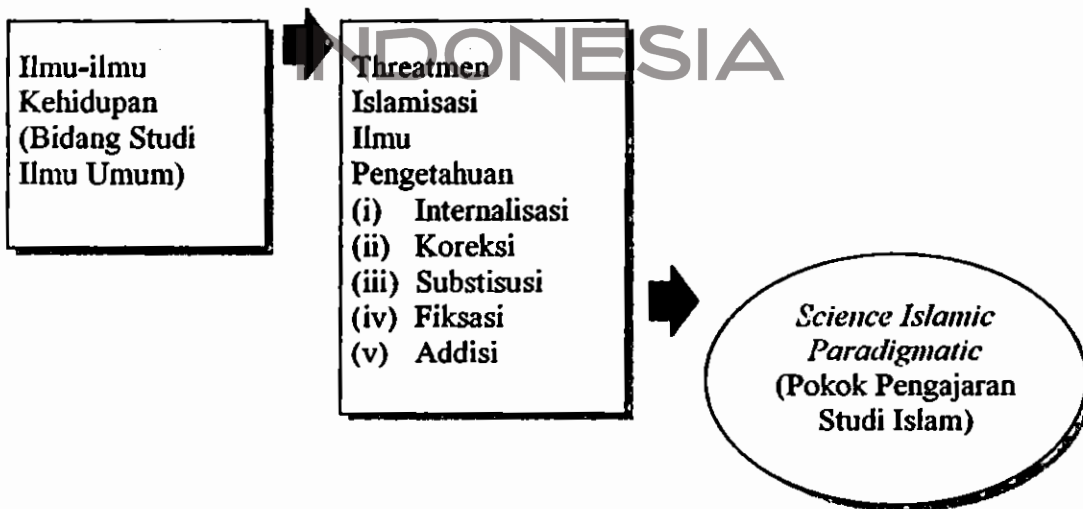 INDONESIA
Ilmu-ilmu
Kehidupan
(Bidang Studi
Ilmu Umum)
Threatmen
Islamisasi
Ilmu
Pengetahuan
(i) Internalisasi
(ii) Koreksi
(iii) Substisusi
(iv) Fiksasi
(v) Addisi
Science Islamic
Paradigmatic
(Pokok Pengajaran
Studi Islam)